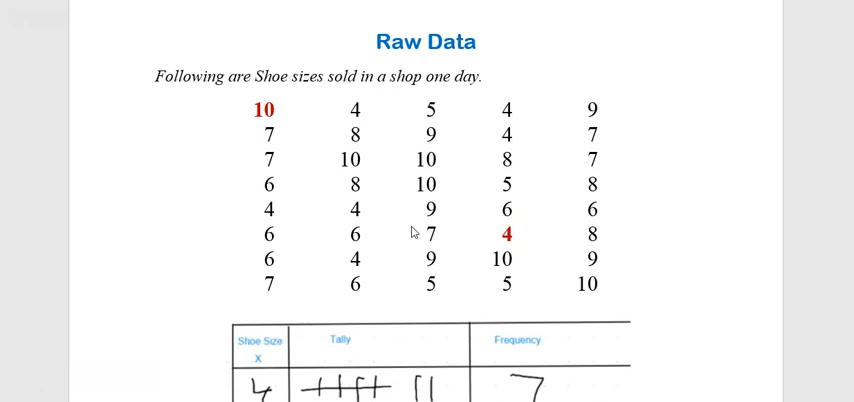 Raw Data
Following are Shoe sizes sold in a shop one day.
10 4 5 4 9
7 8 9 4 7
7 10 10 8 7
6 8 10 5 8
4 4 9 6 6
6 6 7 4 8
6 4 9 10 9
7 6 5 5 10
Shoe Size Tally Frequency
X
4 7